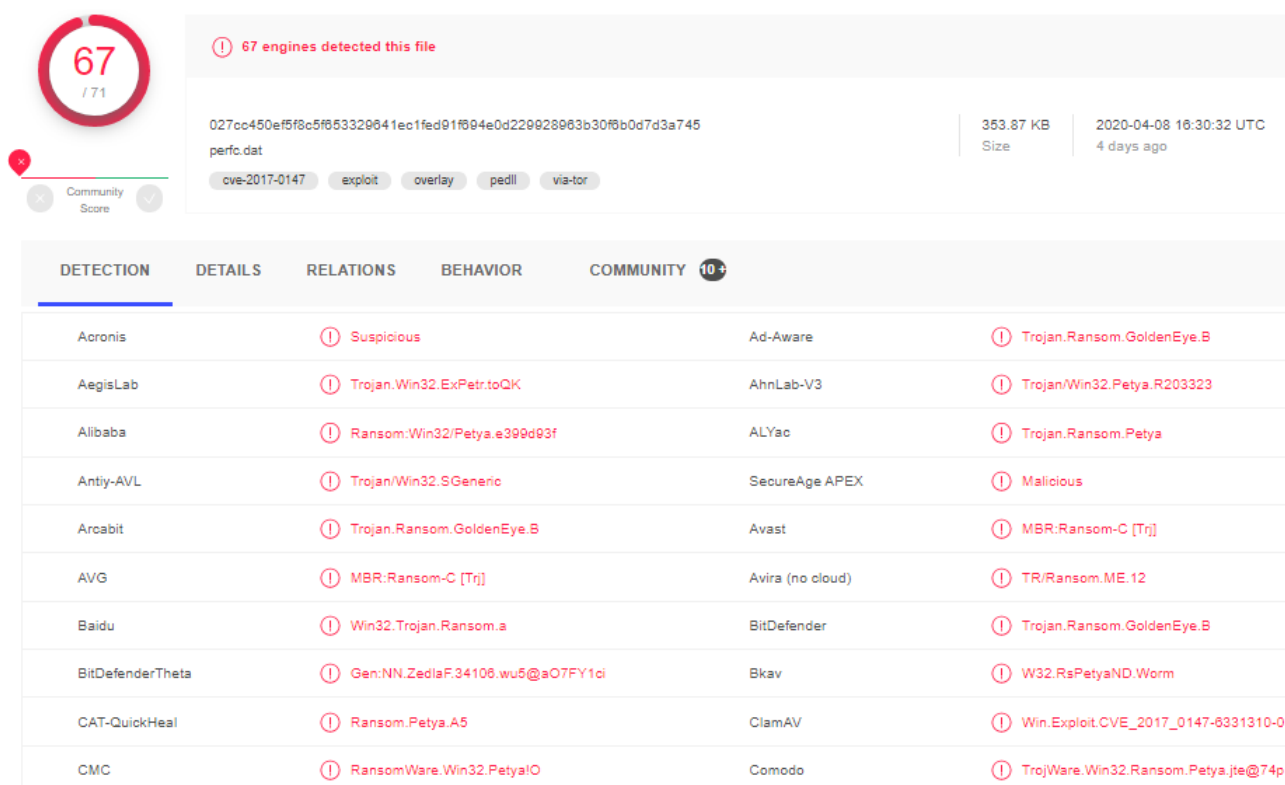 67
/ 71
67 engines detected this file
027cc450ef5f8c5f653329641ec1fed91f694e0d229928963b30f6b0d7d3a745
353.87 KB
2020-04-08 16:30:32 UTC
perfc.dat
Size
4 days ago
cve-2017-0147 exploit overlay pedll via-tor
Community
Score
DETECTION DETAILS RELATIONS BEHAVIOR COMMUNITY 10 +
Acronis Suspicious Ad-Aware Trojan.Ransom.GoldenEye.B
AegisLab Trojan.Win32.ExPetr.toQK AhnLab-V3 Trojan/Win32.Petya.R203323
Alibaba Ransom:Win32/Petya.e399d93f ALYac Trojan.Ransom.Petya
Antiy-AVL Trojan/Win32.SGeneric SecureAge APEX Malicious
Arcabit Trojan.Ransom.GoldenEye.B Avast MBR:Ransom-C [Trj]
AVG MBR:Ransom-C [Trj] Avira (no cloud) TR/Ransom.ME.12
Baidu Win32.Trojan.Ransom.a BitDefender Trojan.Ransom.GoldenEye.B
BitDefenderTheta Gen:NN.ZedlaF.34106.wu5@aO7FY1ci Bkav W32.RsPetyaND.Worm
CAT-QuickHeal Ransom.Petya.A5 ClamAV Win.Exploit.CVE_2017_0147-6331310-0
CMC RansomWare.Win32.Petya!O Comodo TrojWare.Win32.Ransom.Petya.jte@74p